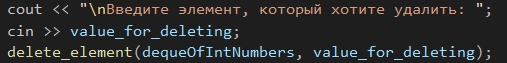 cout << "\nВведите элемент, который хотите удалить: ";
cin >> value_for_deleting;
delete_element(dequeOfIntNumbers, value_for_deleting);